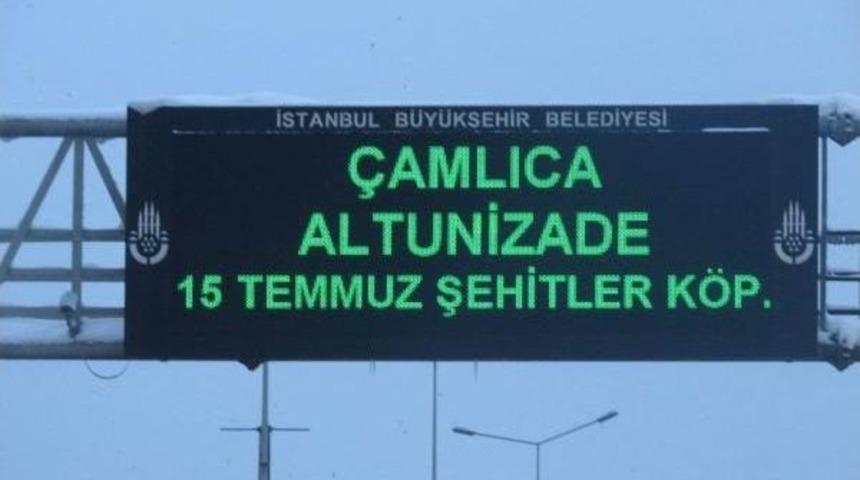 İSTANBUL BÜYÜKŞEHİR BELEDİYESİ
ÇAMLICA
ALTUNİZADE
15 TEMMUZ ŞEHİTLER KÖP.